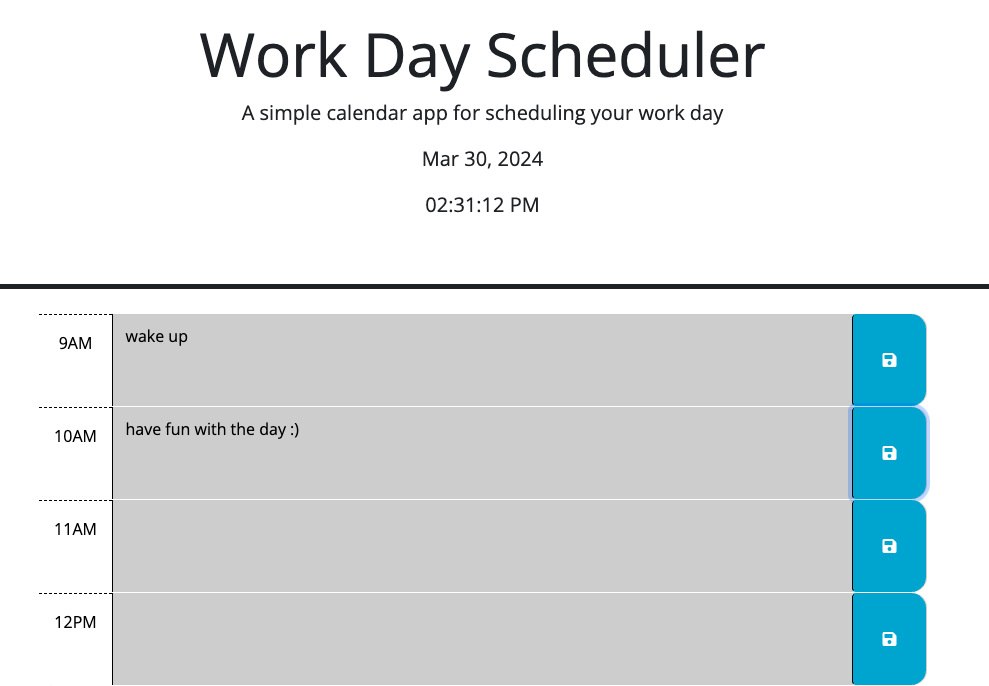 Work Day Scheduler
A simple calendar app for scheduling your work day
Mar 30, 2024
02:31:12 PM
9AM
wake up
10AM
have fun with the day :)
11AM
12PM